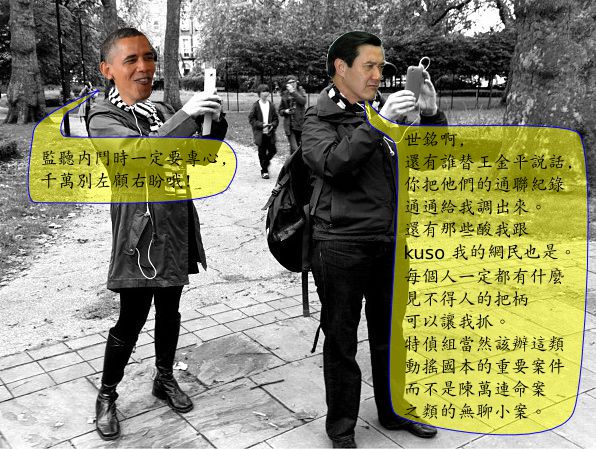 監聽內鬥時一定要專心，
千萬別左顧右盼哦！
世銘啊，
還有誰替王金平說話，
你把他們的通聯紀錄
通通給我調出來。
還有那些酸我跟
kuso 我的網民也是。
每個人一定都有什麼
見不得人的把柄
可以讓我抓。
特偵組當然該辦這類
動搖國本的重要案件
而不是陳萬連命案
之類的無聊小案。